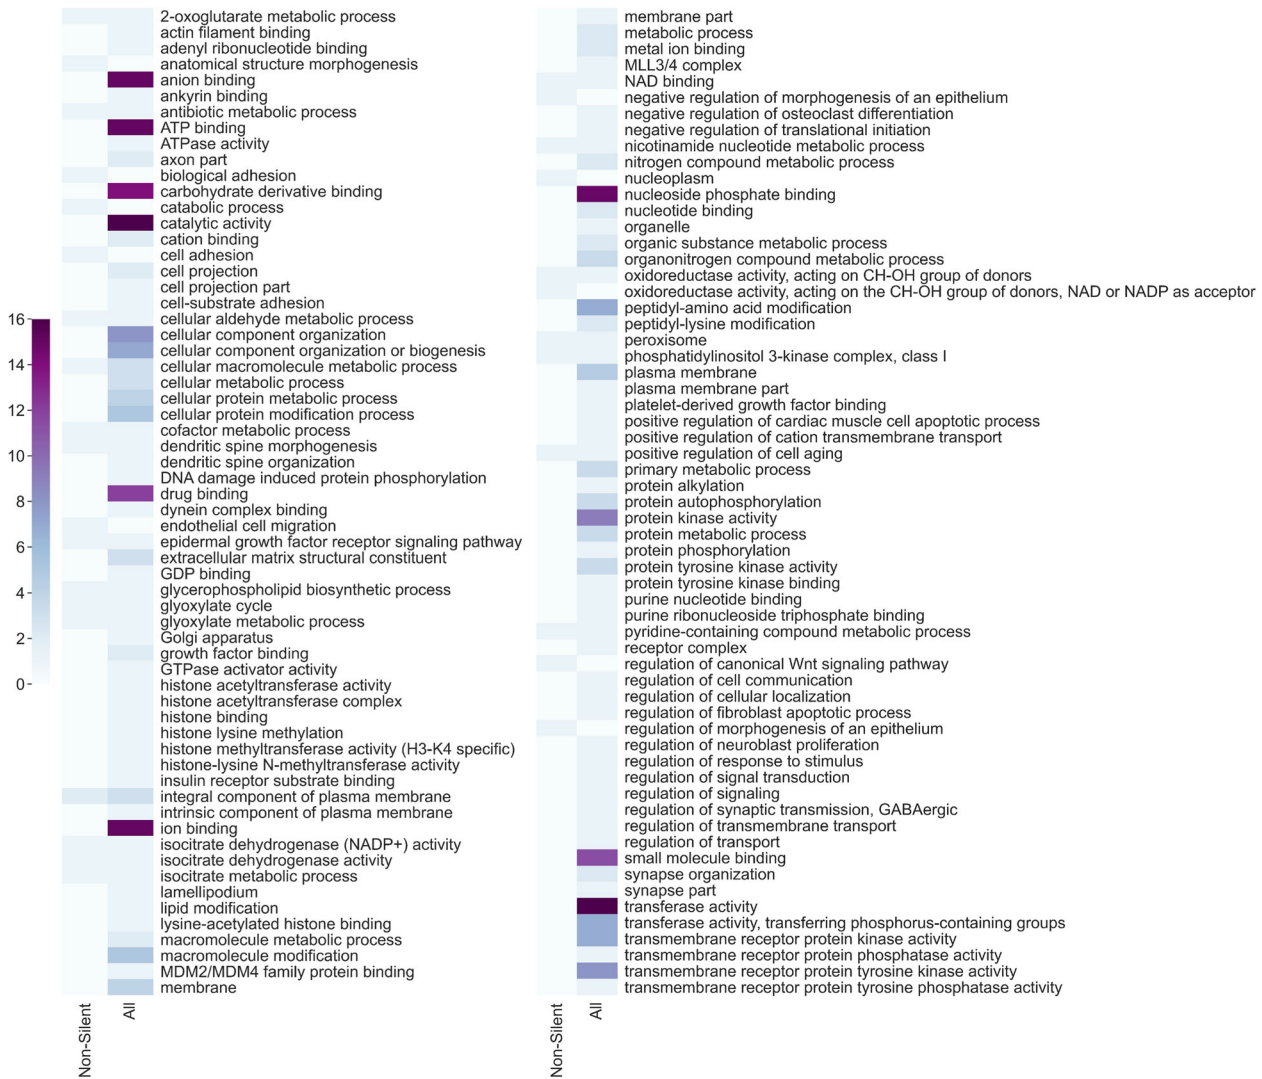 2-oxoglutarate metabolic process
actin filament binding
adenyl ribonucleotide binding
anatomical structure morphogenesis
anion binding
ankyrin binding
antibiotic metabolic process
ATP binding
ATPase activity
axon part
biological adhesion
carbohydrate derivative binding
catabolic process
catalytic activity
cation binding
cell adhesion
cell projection
cell projection part
cell-substrate adhesion
cellular aldehyde metabolic process
cellular component organization
cellular component organization or biogenesis
cellular macromolecule metabolic process
cellular metabolic process
cellular protein metabolic process
cellular protein modification process
cofactor metabolic process
dendritic spine morphogenesis
dendritic spine organization
DNA damage induced protein phosphorylation
drug binding
dynein complex binding
endothelial cell migration
epidermal growth factor receptor signaling pathway
extracellular matrix structural constituent
GDP binding
glycerophospholipid biosynthetic process
glyoxylate cycle
glyoxylate metabolic process
Golgi apparatus
growth factor binding
GTPase activator activity
histone acetyltransferase activity
histone acetyltransferase complex
histone binding
histone lysine methylation
histone methyltransferase activity (H3-K4 specific)
histone-lysine N-methyltransferase activity
insulin receptor substrate binding
integral component of plasma membrane
intrinsic component of plasma membrane
ion binding
isocitrate dehydrogenase (NADP+) activity
isocitrate dehydrogenase activity
isocitrate metabolic process
lamellipodium
lipid modification
lysine-acetylated histone binding
macromolecule metabolic process
macromolecule modification
MDM2/MDM4 family protein binding
membrane
16
14
12
10
8
6
4
2
0
Non-Silent
All
membrane part
metabolic process
metal ion binding
MLL3/4 complex
NAD binding
negative regulation of morphogenesis of an epithelium
negative regulation of osteoclast differentiation
negative regulation of translational initiation
nicotinamide nucleotide metabolic process
nitrogen compound metabolic process
nucleoplasm
nucleoside phosphate binding
nucleotide binding
organelle
organic substance metabolic process
organonitrogen compound metabolic process
oxidoreductase activity, acting on CH-OH group of donors
oxidoreductase activity, acting on the CH-OH group of donors, NAD or NADP as acceptor
peptidyl-amino acid modification
peptidyl-lysine modification
peroxisome
phosphatidylinositol 3-kinase complex, class I
plasma membrane
plasma membrane part
platelet-derived growth factor binding
positive regulation of cardiac muscle cell apoptotic process
positive regulation of cation transmembrane transport
positive regulation of cell aging
primary metabolic process
protein alkylation
protein autophosphorylation
protein kinase activity
protein metabolic process
protein phosphorylation
protein tyrosine kinase activity
protein tyrosine kinase binding
purine nucleotide binding
purine ribonucleoside triphosphate binding
pyridine-containing compound metabolic process
receptor complex
regulation of canonical Wnt signaling pathway
regulation of cell communication
regulation of cellular localization
regulation of fibroblast apoptotic process
regulation of morphogenesis of an epithelium
regulation of neuroblast proliferation
regulation of response to stimulus
regulation of signal transduction
regulation of signaling
regulation of synaptic transmission, GABAergic
regulation of transmembrane transport
regulation of transport
small molecule binding
synapse organization
synapse part
transferase activity
transferase activity, transferring phosphorus-containing groups
transmembrane receptor protein kinase activity
transmembrane receptor protein phosphatase activity
transmembrane receptor protein tyrosine kinase activity
transmembrane receptor protein tyrosine phosphatase activity
Non-Silent
All